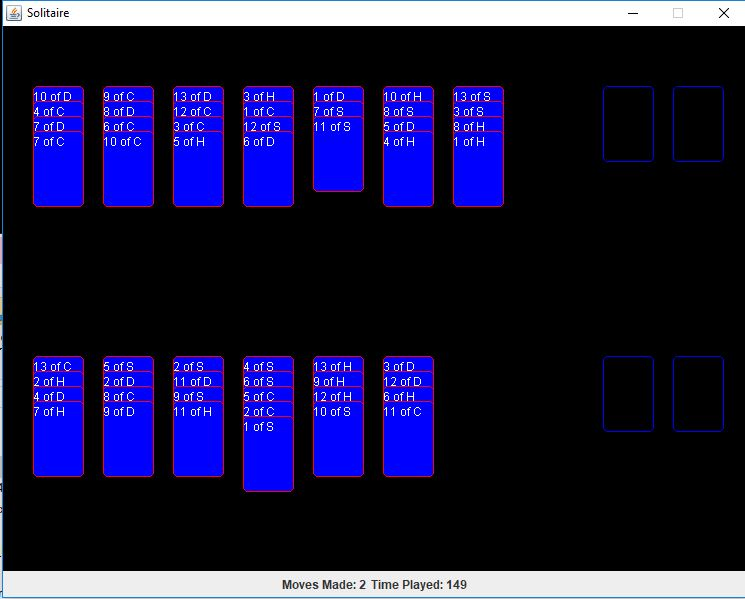 Solitaire
10 of D 9 of C 13 of D 3 of H 1 of D 10 of H 13 of S
4 of C 8 of D 12 of C 1 of C 7 of S 8 of S 3 of S
7 of D 6 of C 3 of C 12 of S 11 of S 5 of D 8 of H
7 of C 10 of C 5 of H 6 of D 4 of H 1 of H
13 of C 5 of S 2 of S 4 of S 13 of H 3 of D
2 of H 2 of D 11 of D 6 of S 9 of H 12 of D
4 of D 8 of C 9 of S 5 of C 12 of H 6 of H
7 of H 9 of D 11 of H 2 of C 10 of S 11 of C
1 of S
Moves Made: 2 Time Played: 149